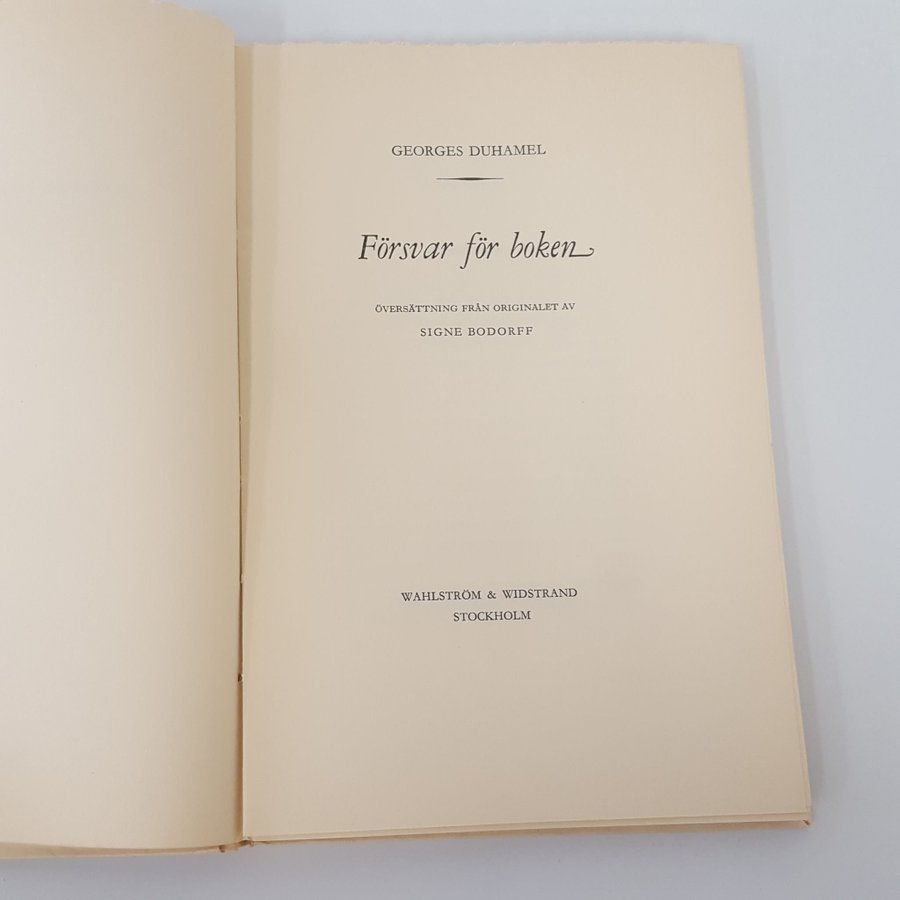 GEORGES DUHAMEL
Försvar för boken
ÖVERSÄTTNING FRÅN ORIGINALET AV
SIGNE BODORFF
WAHLSTRÖM & WIDSTRAND
STOCKHOLM